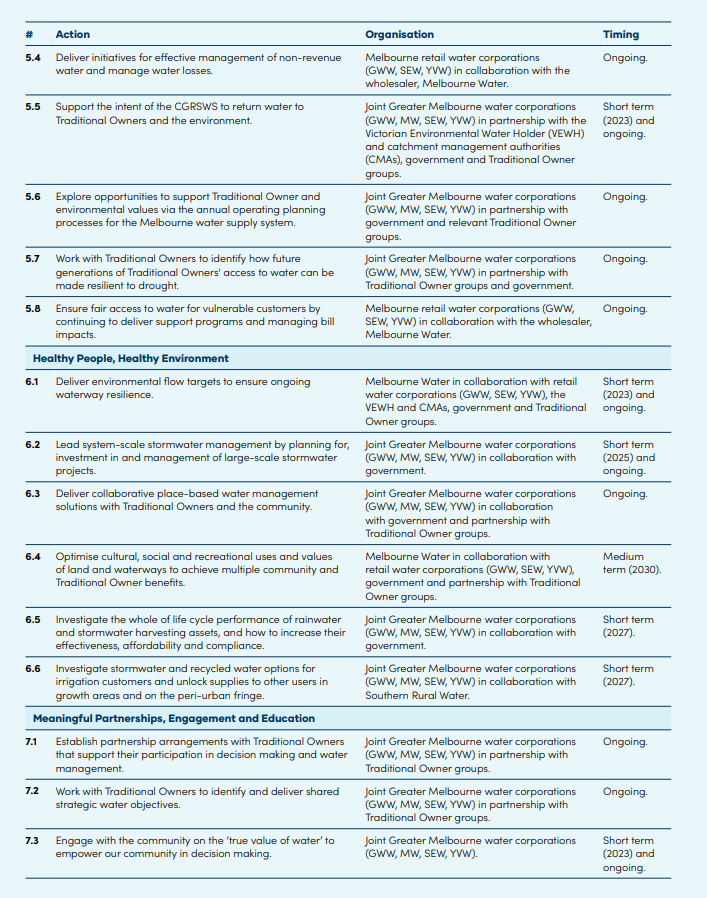 # Action Organisation Timing
5.4 Deliver initiatives for effective management of non-revenue
water and manage water losses.
Melbourne retail water corporations
(GWW, SEW, YVW) in collaboration with the
wholesaler, Melbourne Water.
Ongoing.
5.5 Support the intent of the CGRSWS to return water to
Traditional Owners and the environment.
Joint Greater Melbourne water corporations
(GWW, MW, SEW, YVW) in partnership with the
Victorian Environmental Water Holder (VEWH)
and catchment management authorities
(CMAs), government and Traditional Owner
groups.
Short term
(2023) and
ongoing.
5.6 Explore opportunities to support Traditional Owner and
environmental values via the annual operating planning
processes for the Melbourne water supply system.
Joint Greater Melbourne water corporations
(GWW, MW, SEW, YVW) in partnership with
government and relevant Traditional Owner
groups.
Ongoing.
5.7 Work with Traditional Owners to identify how future
generations of Traditional Owners' access to water can be
made resilient to drought.
Joint Greater Melbourne water corporations
(GWW, MW, SEW, YVW) in partnership with
Traditional Owner groups and government.
Ongoing.
5.8 Ensure fair access to water for vulnerable customers by
continuing to deliver support programs and managing bill
impacts.
Melbourne retail water corporations (GWW,
SEW, YVW) in collaboration with the wholesaler,
Melbourne Water.
Ongoing.
Healthy People, Healthy Environment
6.1 Deliver environmental flow targets to ensure ongoing
waterway resilience.
Melbourne Water in collaboration with retail
water corporations (GWW, SEW, YVW), the
VEWH and CMAs, government and Traditional
Owner groups.
Short term
(2023) and
ongoing.
6.2 Lead system-scale stormwater management by planning for,
investment in and management of large-scale stormwater
projects.
Joint Greater Melbourne water corporations
(GWW, MW, SEW, YVW) in collaboration with
government.
Short term
(2025) and
ongoing.
6.3 Deliver collaborative place-based water management
solutions with Traditional Owners and the community.
Joint Greater Melbourne water corporations
(GWW, MW, SEW, YVW) in collaboration
with government and partnership with
Traditional Owner groups.
Ongoing.
6.4 Optimise cultural, social and recreational uses and values
of land and waterways to achieve multiple community and
Traditional Owner benefits.
Melbourne Water in collaboration with
retail water corporations (GWW, SEW, YVW),
government and partnership with Traditional
Owner groups.
Medium
term (2030).
6.5 Investigate the whole of life cycle performance of rainwater
and stormwater harvesting assets, and how to increase their
effectiveness, affordability and compliance.
Joint Greater Melbourne water corporations
(GWW, MW, SEW, YVW) in collaboration with
government.
Short term
(2027).
6.6 Investigate stormwater and recycled water options for
irrigation customers and unlock supplies to other users in
growth areas and on the peri-urban fringe.
Joint Greater Melbourne water corporations
(GWW, MW, SEW, YVW) in collaboration with
Southern Rural Water.
Short term
(2027).
Meaningful Partnerships, Engagement and Education
7.1 Establish partnership arrangements with Traditional Owners
that support their participation in decision making and water
management.
Joint Greater Melbourne water corporations
(GWW, MW, SEW, YVW) in partnership with
Traditional Owner groups.
Ongoing.
7.2 Work with Traditional Owners to identify and deliver shared
strategic water objectives.
Joint Greater Melbourne water corporations
(GWW, MW, SEW, YVW) in partnership with
Traditional Owner groups.
Ongoing.
7.3 Engage with the community on the ‘true value of water’ to
empower our community in decision making.
Joint Greater Melbourne water corporations
(GWW, MW, SEW, YVW).
Short term
(2023) and
ongoing.